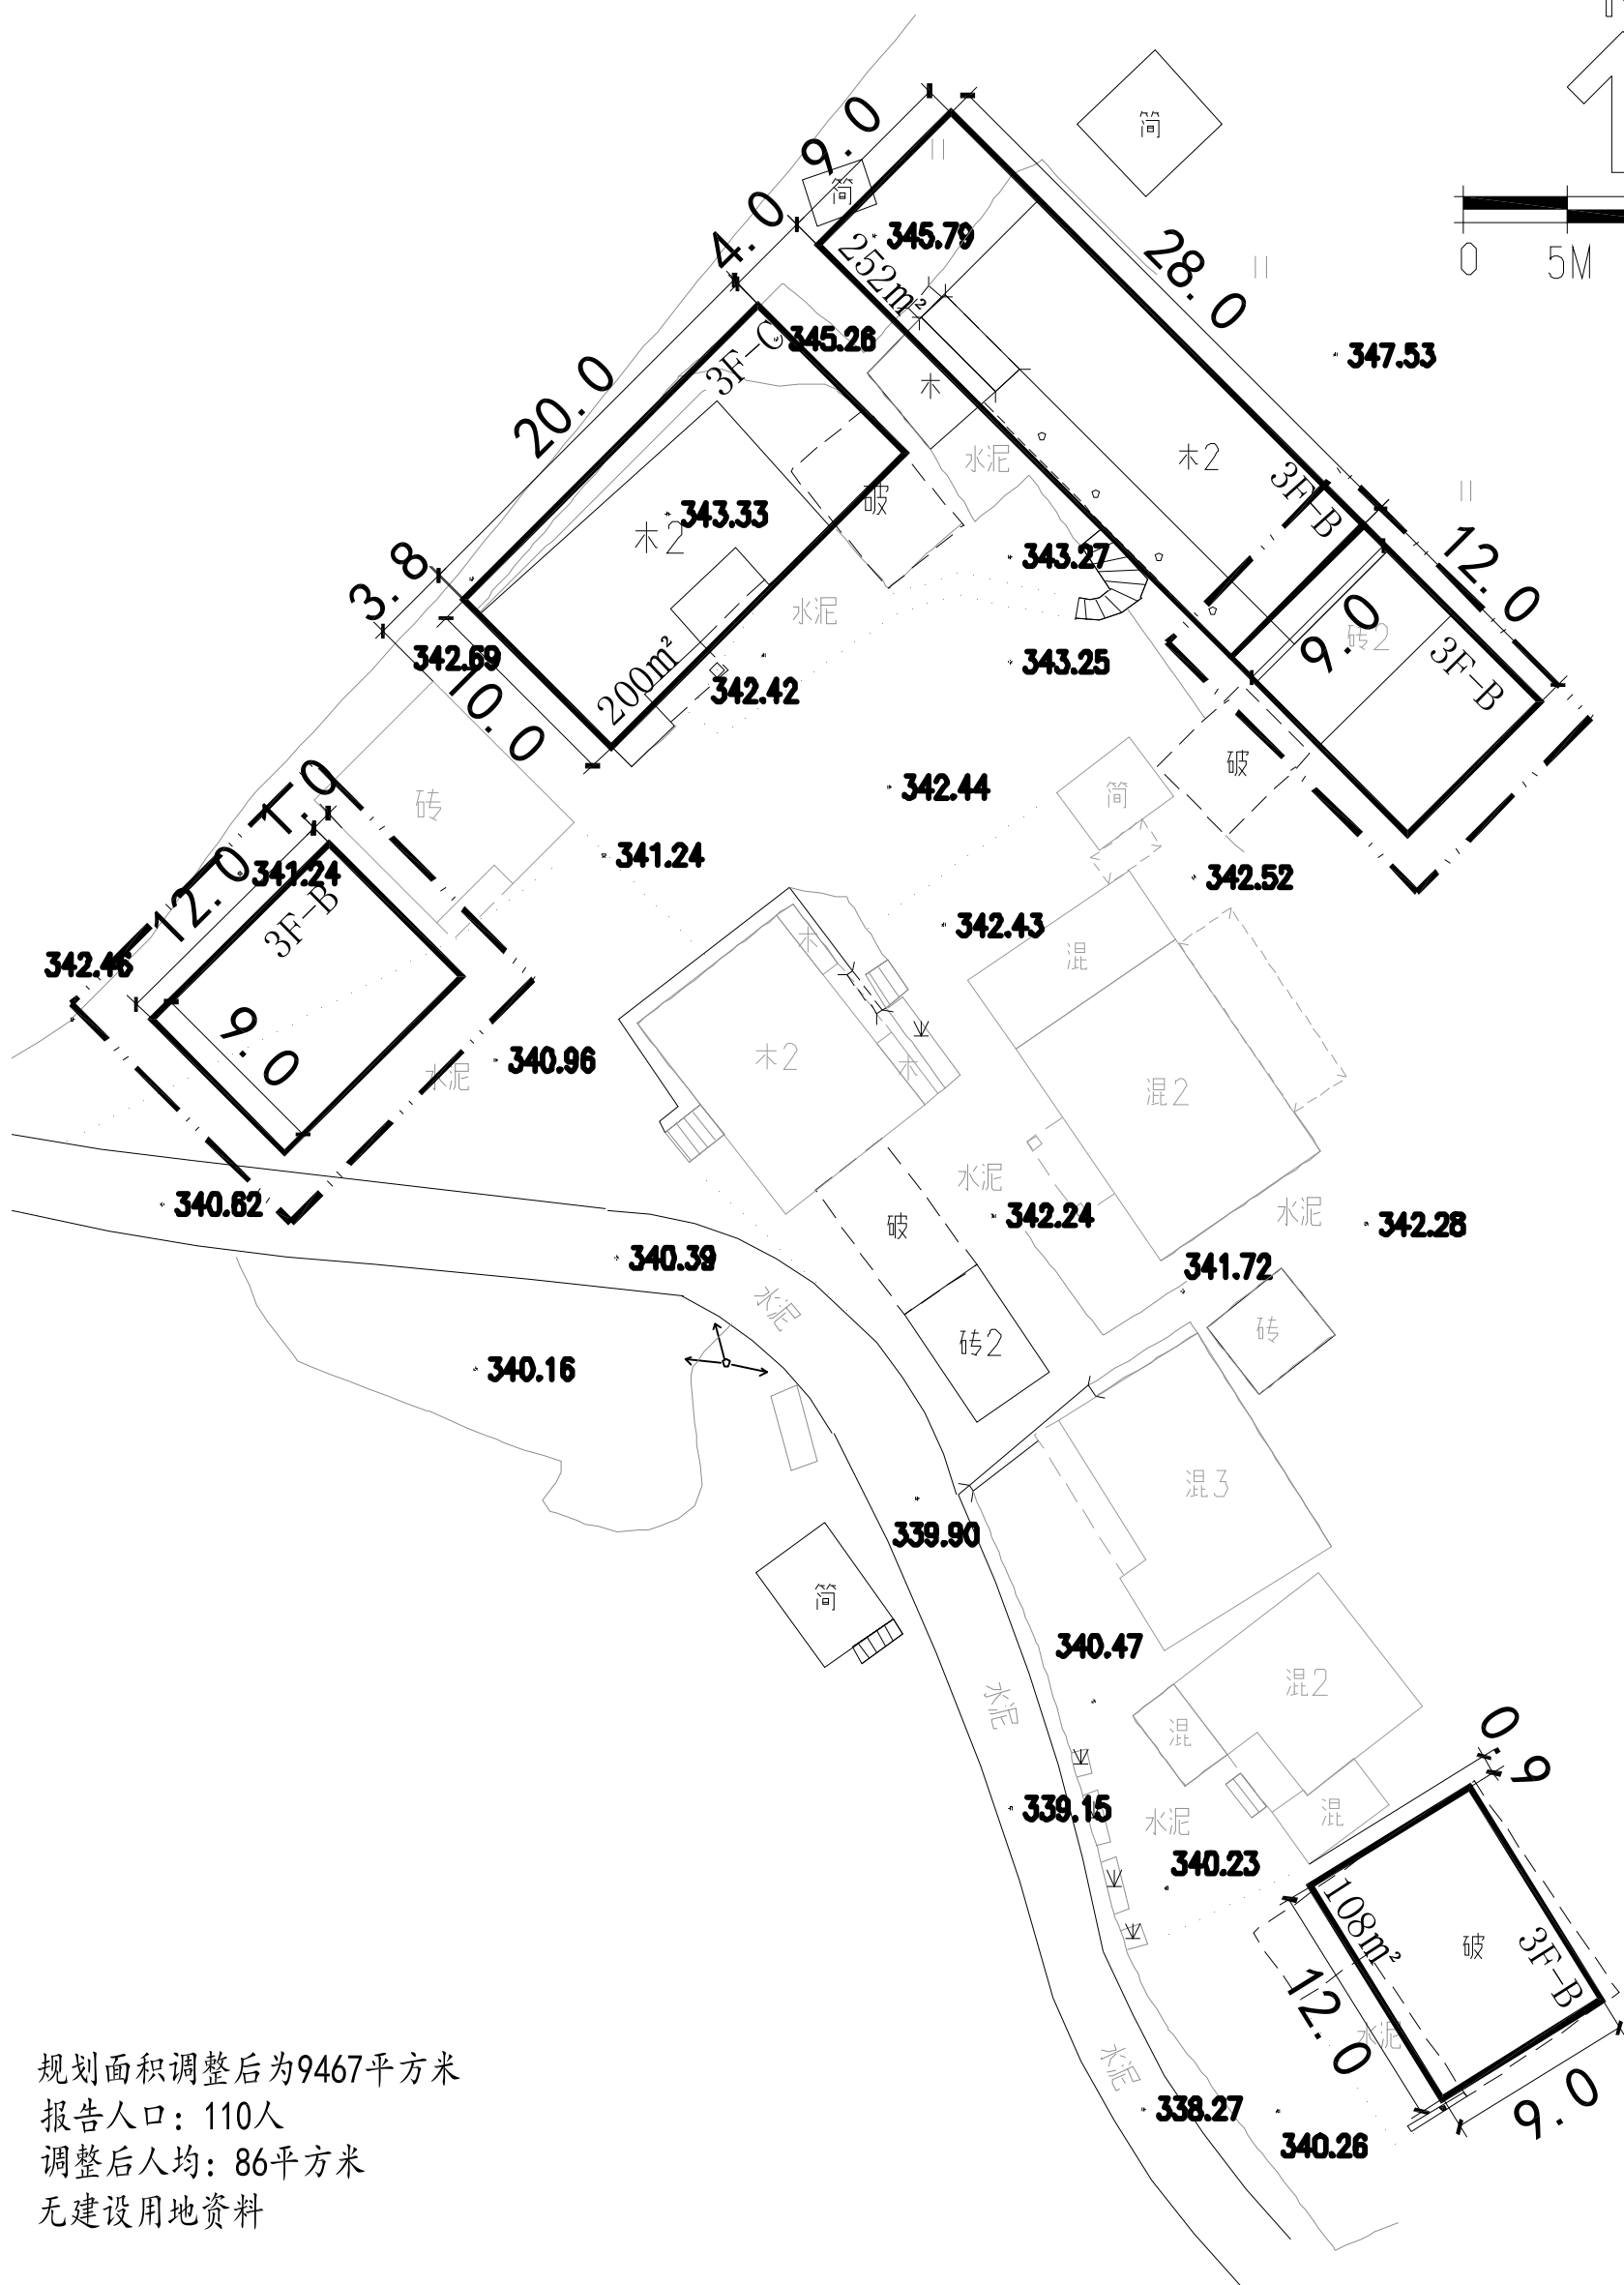 简
9.0
4.0
简
345.79
252m²
28.0
0 5M
345.26
3F-C
347.53
20.0
木
水泥
木2
3F-B
破
343.33
木2
343.27
12.0
3.8
水泥
9.0
砖2
3F-B
342.69
200m²
342.42
343.25
10.0
破
1.0
砖
342.44
简
341.24
341.24
342.52
12.0
3F-B
342.43
木
混
342.46
9.0
340.96
水泥
木2
木
混2
340.62
破
水泥
342.24
水泥
342.28
340.39
341.72
水泥
砖2
砖
340.16
混3
339.90
简
340.47
水泥
混2
混
0.9
339.15
水泥
混
340.23
108m²
破
3F-B
12.0
水泥
水泥
338.27
9.0
340.26
规划面积调整后为9467平方米
报告人口：110人
调整后人均：86平方米
无建设用地资料